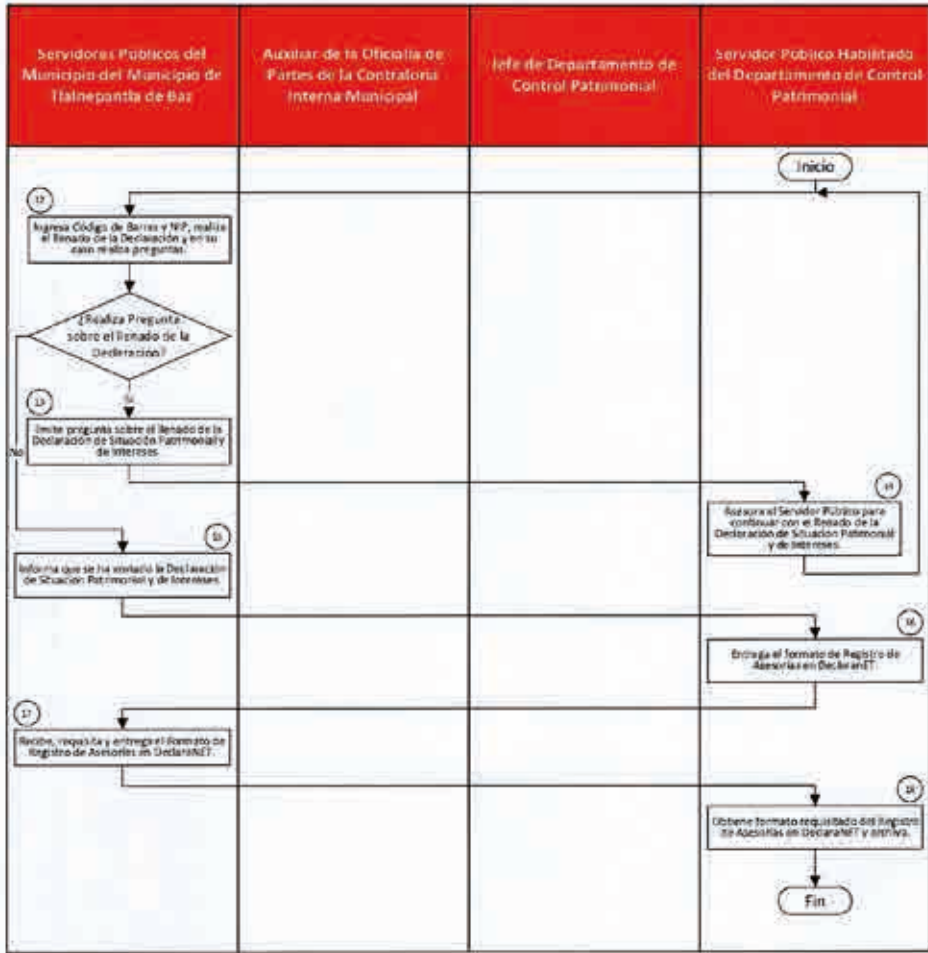 Servidores Públicos del
Municipio del Municipio de
Tlalnepantla de Baz
Auxiliar de la Oficialía de
Partes de la Contraloría
Interna Municipal
Jefe de Departamento de
Control Patrimonial
Servidor Público Habilitado
del Departamento de Control
Patrimonial
Inicio
12
Ingresa Código de Barras y NIP, realiza
el llenado de la Declaración y en su
caso realiza preguntas.
¿Realiza Pregunta
sobre el llenado de la
Declaración?
Si
No
13
Emite pregunta sobre el llenado de la
Declaración de Situación Patrimonial y
de Intereses
14
Asesora al Servidor Público para
continuar con el llenado de la
Declaración de Situación Patrimonial
y de Intereses.
15
Informa que se ha enviado la Declaración
de Situación Patrimonial y de Intereses
16
Entrega el formato de Registro de
Asesorías en DeclaraNET.
17
Recibe, requisita y entrega el Formato de
Registro de Asesorías en DeclaraNET.
18
Obtiene formato requisitado del Registro
de Asesorías en DeclaraNET y archiva.
Fin